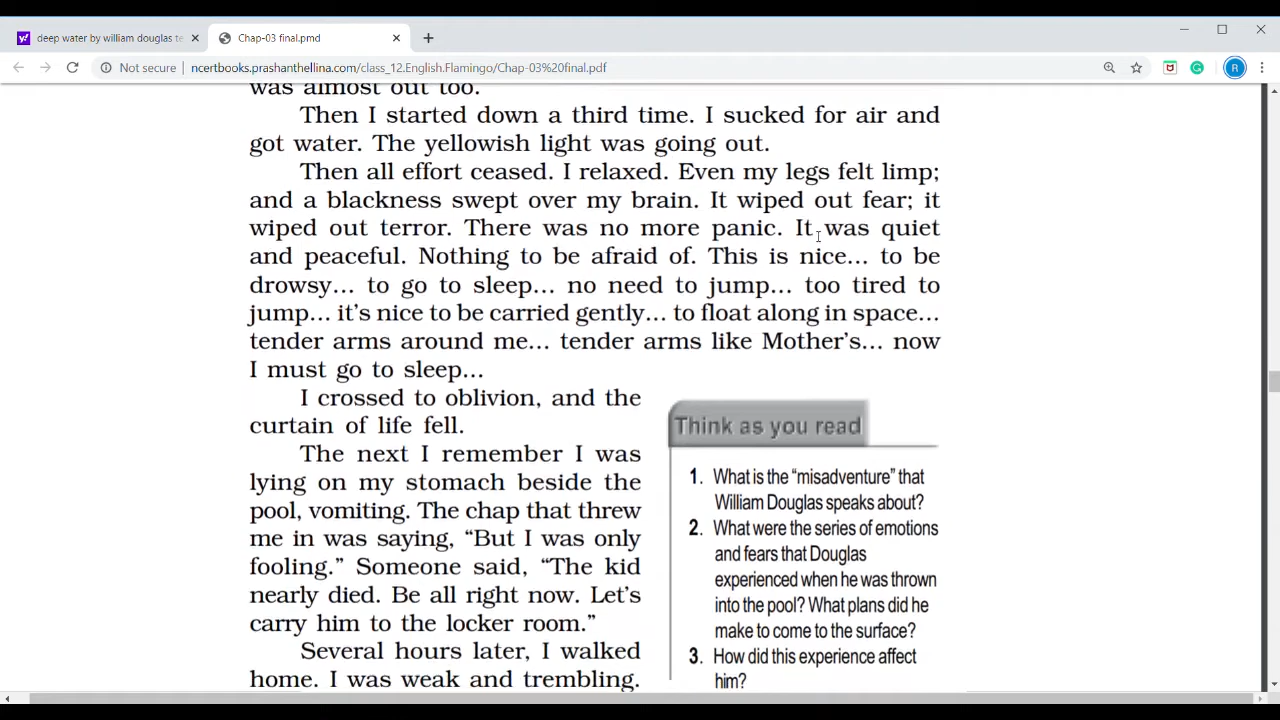 deep water by william douglas te
Chap-03 final.pmd
Not secure
ncertbooks.prashanthellina.com/class_12.English.Flamingo/Chap-03%20final.pdf
R
was almost out too.
Then I started down a third time. I sucked for air and
got water. The yellowish light was going out.
Then all effort ceased. I relaxed. Even my legs felt limp;
and a blackness swept over my brain. It wiped out fear; it
wiped out terror. There was no more panic. It was quiet
and peaceful. Nothing to be afraid of. This is nice... to be
drowsy... to go to sleep... no need to jump... too tired to
jump... it's nice to be carried gently... to float along in space...
tender arms around me... tender arms like Mother's... now
I must go to sleep...
I crossed to oblivion, and the
curtain of life fell.
The next I remember I was
lying on my stomach beside the
pool, vomiting. The chap that threw
me in was saying, “But I was only
fooling.” Someone said, “The kid
nearly died. Be all right now. Let's
carry him to the locker room.”
Several hours later, I walked
home. I was weak and trembling.
Think as you read
1. What is the “misadventure” that
William Douglas speaks about?
2. What were the series of emotions
and fears that Douglas
experienced when he was thrown
into the pool? What plans did he
make to come to the surface?
3. How did this experience affect
him?